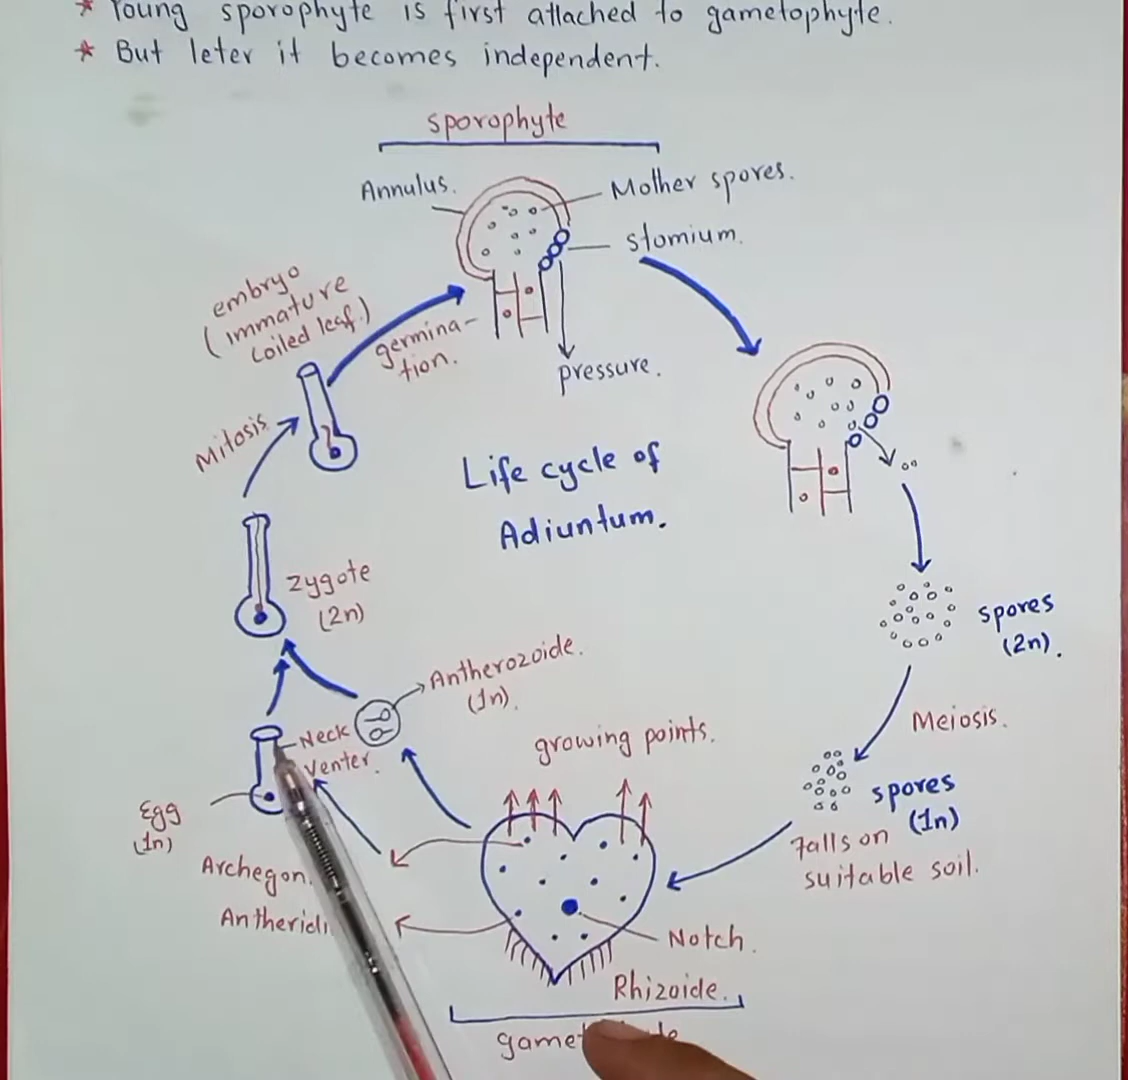 * Young sporophyte is first attached to gametophyte.
* But leter it becomes independent.
sporophyte
Annulus.
Mother spores.
stomium.
embryo
(immature
coiled leaf.)
germina-
tion.
pressure.
Mitosis
Life cycle of
Adiuntum.
zygote
(2n)
spores
(2n).
Antherozoide.
(1n).
Meiosis.
Neck
Venter.
growing points.
spores
(1n)
Egg
(1n)
Falls on
suitable soil.
Archegon
Antheridi
Notch.
Rhizoide.